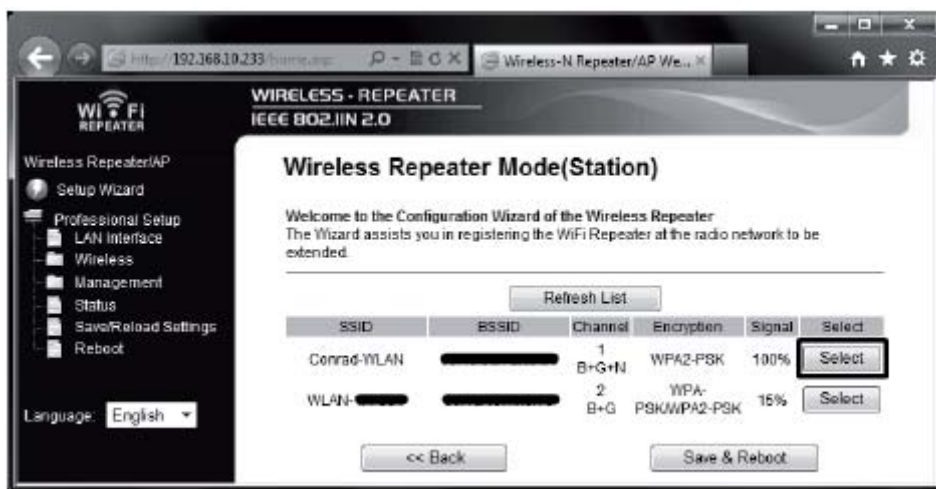 http://192.168.10.233/home.asp
Wireless-N Repeater/AP We...
Wi Fi
REPEATER
WIRELESS - REPEATER
IEEE 802.11N 2.0
Wireless Repeater/AP
Setup Wizard
Professional Setup
LAN Interface
Wireless
Management
Status
Save/Reload Settings
Reboot
Language: English
Wireless Repeater Mode(Station)
Welcome to the Configuration Wizard of the Wireless Repeater
The Wizard assists you in registering the WiFi Repeater at the radio network to be
extended.
Refresh List
SSID BSSID Channel Encryption Signal Select
Conrad-WLAN 1 B+G+N WPA2-PSK 100% Select
WLAN- 2 B+G WPA-PSK/WPA2-PSK 15% Select
<< Back Save & Reboot